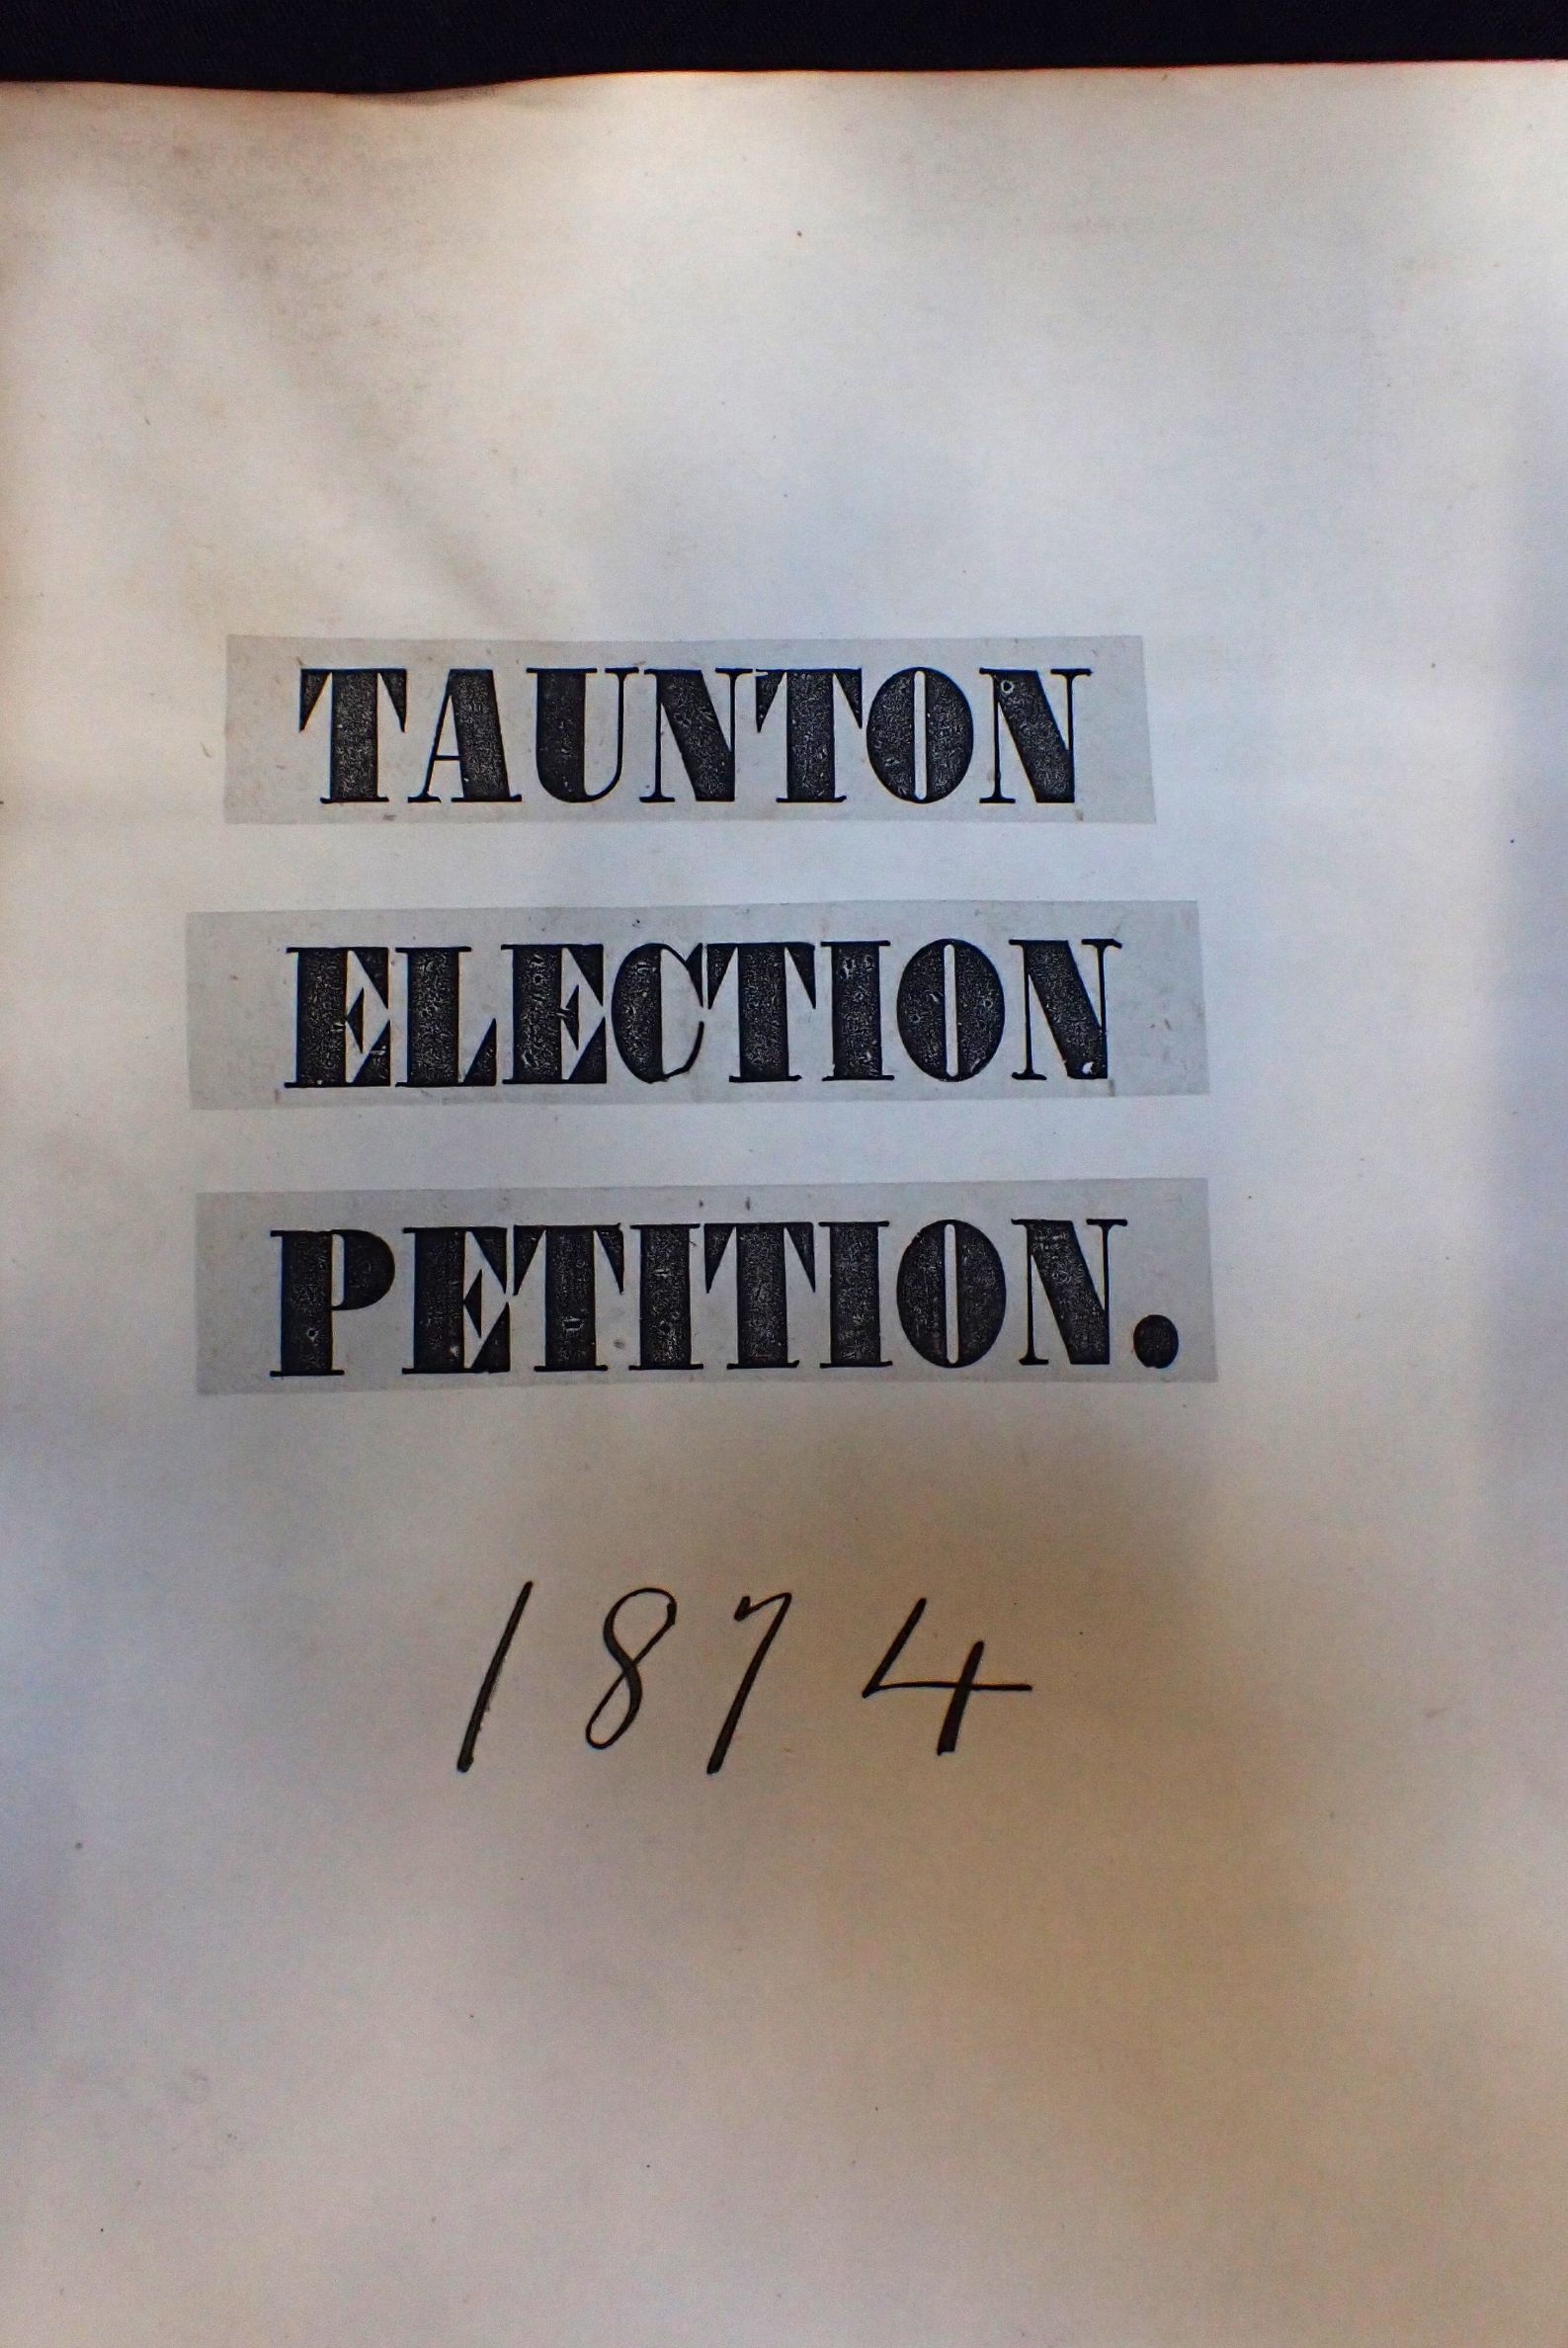 TAUNTON
ELECTION
PETITION.
1874